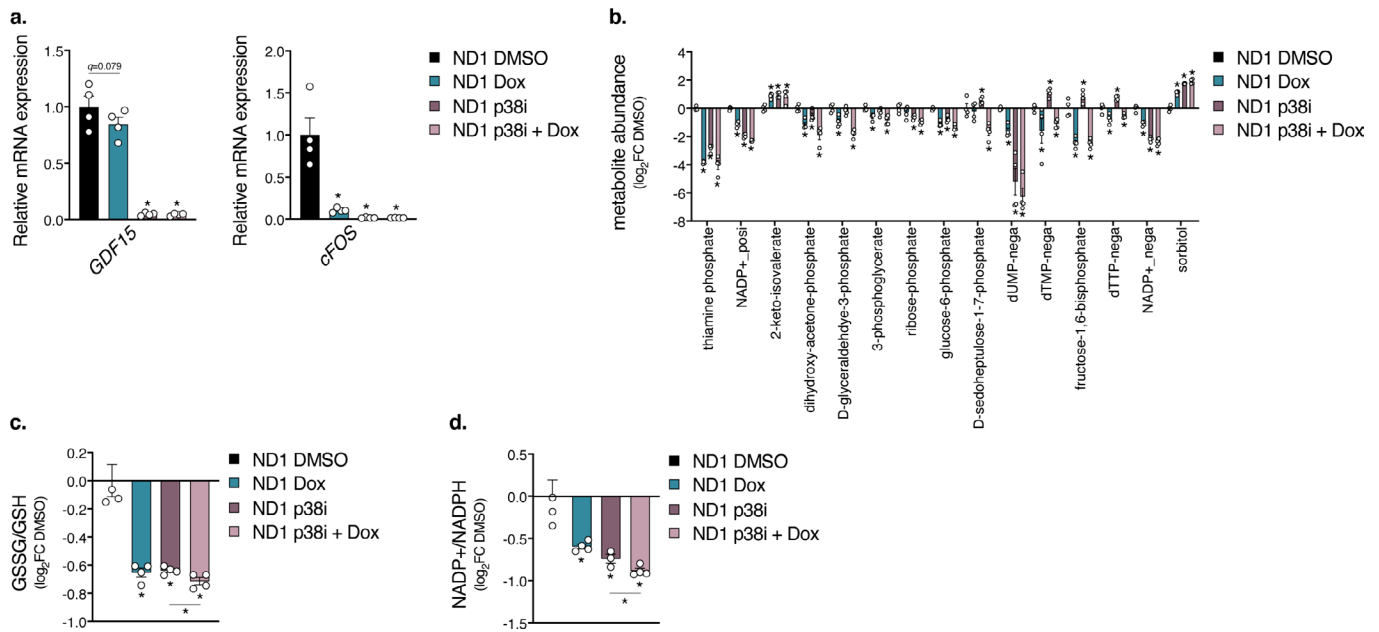 a.
Relative mRNA expression
1.5
1.0
0.5
0.0
q=0.079
*
*
GDF15
Relative mRNA expression
2.0
1.5
1.0
0.5
0.0
*
*
*
cFOS
ND1 DMSO
ND1 Dox
ND1 p38i
ND1 p38i + Dox
b.
metabolite abundance
(log2FC DMSO)
4
2
0
-2
-4
-6
-8
thiamine phosphate
NADP+_posi
2-keto-isovalerate
dihydroxy-acetone-phosphate
D-glyceraldehdye-3-phosphate
3-phosphoglycerate
ribose-phosphate
glucose-6-phosphate
D-sedoheptulose-1-7-phosphate
dUMP-nega
dTMP-nega
fructose-1,6-bisphosphate
dTTP-nega
NADP+_nega
sorbitol
ND1 DMSO
ND1 Dox
ND1 p38i
ND1 p38i + Dox
c.
GSSG/GSH
(log2FC DMSO)
0.2
0.0
-0.2
-0.4
-0.6
-0.8
-1.0
*
*
*
*
ND1 DMSO
ND1 Dox
ND1 p38i
ND1 p38i + Dox
d.
NADP+/NADPH
(log2FC DMSO)
0.5
0.0
-0.5
-1.0
-1.5
*
*
*
*
ND1 DMSO
ND1 Dox
ND1 p38i
ND1 p38i + Dox